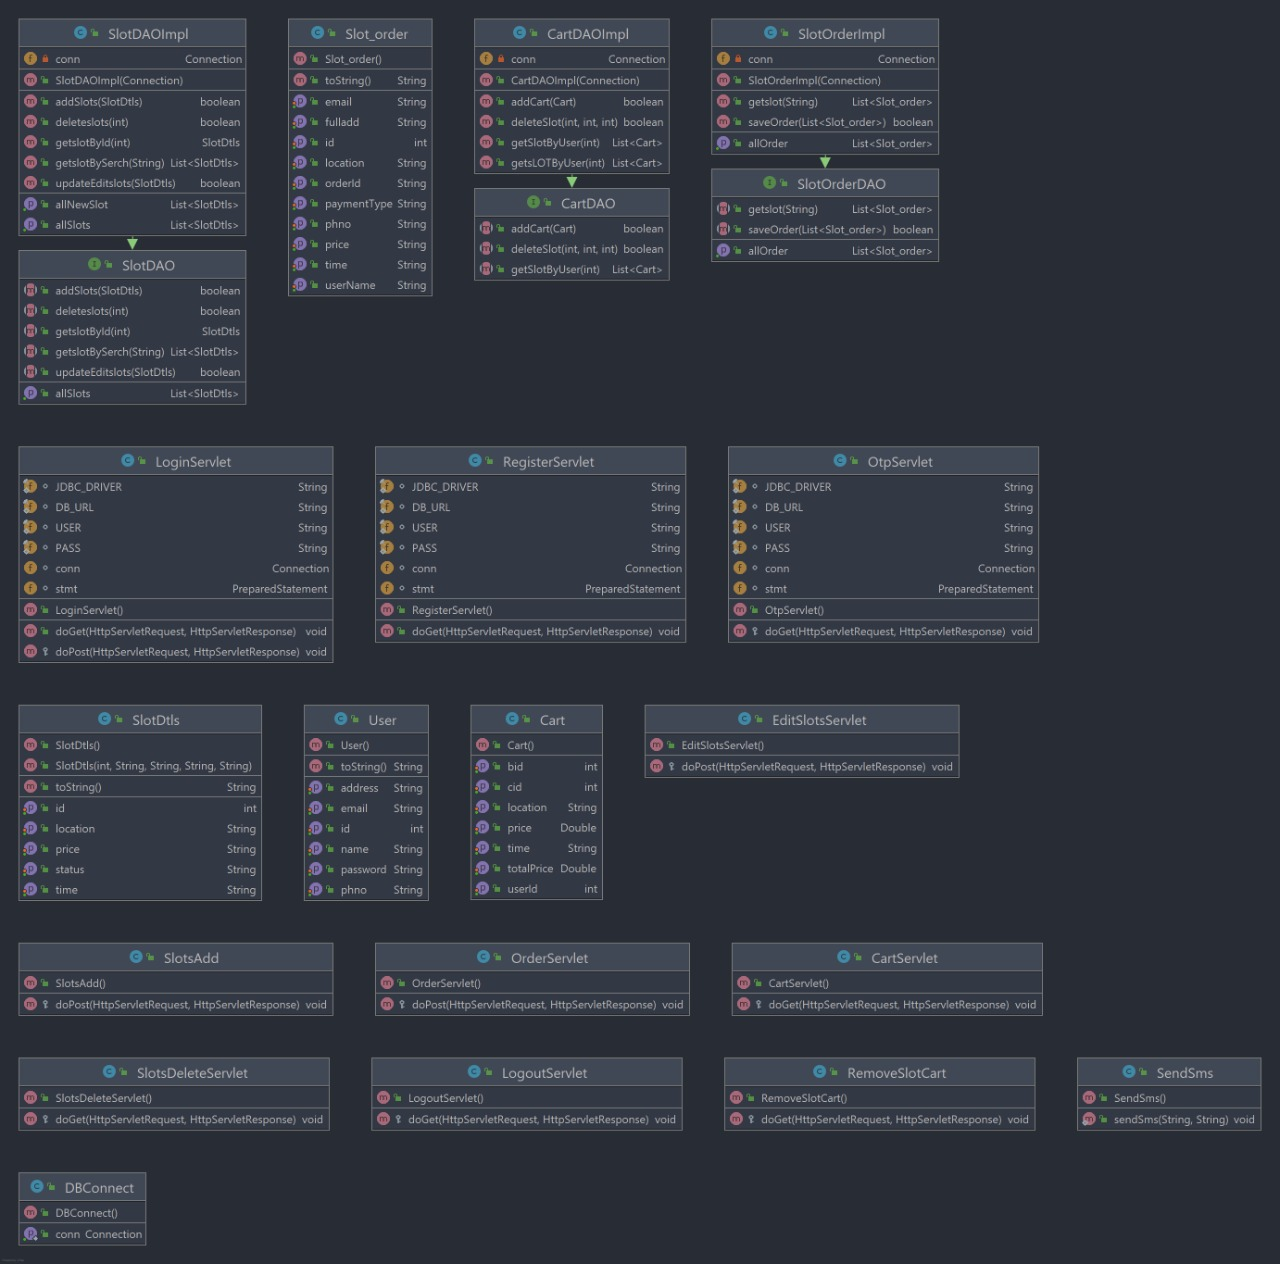 SlotDAOImpl
conn Connection
SlotDAOImpl(Connection)
addSlots(SlotDtls) boolean
deleteslots(int) boolean
getslotById(int) SlotDtls
getslotBySerch(String) List<SlotDtls>
updateEditslots(SlotDtls) boolean
allNewSlot List<SlotDtls>
allSlots List<SlotDtls>
SlotDAO
addSlots(SlotDtls) boolean
deleteslots(int) boolean
getslotById(int) SlotDtls
getslotBySerch(String) List<SlotDtls>
updateEditslots(SlotDtls) boolean
allSlots List<SlotDtls>
Slot_order
Slot_order()
toString() String
email String
fulladd String
id int
location String
orderId String
paymentType String
phno String
price String
time String
userName String
CartDAOImpl
conn Connection
CartDAOImpl(Connection)
addCart(Cart) boolean
deleteSlot(int, int, int) boolean
getSlotByUser(int) List<Cart>
getsLOTByUser(int) List<Cart>
CartDAO
addCart(Cart) boolean
deleteSlot(int, int, int) boolean
getSlotByUser(int) List<Cart>
SlotOrderImpl
conn Connection
SlotOrderImpl(Connection)
getslot(String) List<Slot_order>
saveOrder(List<Slot_order>) boolean
allOrder List<Slot_order>
SlotOrderDAO
getslot(String) List<Slot_order>
saveOrder(List<Slot_order>) boolean
allOrder List<Slot_order>
LoginServlet
JDBC_DRIVER String
DB_URL String
USER String
PASS String
conn Connection
stmt PreparedStatement
LoginServlet()
doGet(HttpServletRequest, HttpServletResponse) void
doPost(HttpServletRequest, HttpServletResponse) void
RegisterServlet
JDBC_DRIVER String
DB_URL String
USER String
PASS String
conn Connection
stmt PreparedStatement
RegisterServlet()
doGet(HttpServletRequest, HttpServletResponse) void
OtpServlet
JDBC_DRIVER String
DB_URL String
USER String
PASS String
conn Connection
stmt PreparedStatement
OtpServlet()
doGet(HttpServletRequest, HttpServletResponse) void
SlotDtls
SlotDtls()
SlotDtls(int, String, String, String, String)
toString() String
id int
location String
price String
status String
time String
User
User()
toString() String
address String
email String
id int
name String
password String
phno String
Cart
Cart()
bid int
cid int
location String
price Double
time String
totalPrice Double
userId int
EditSlotsServlet
EditSlotsServlet()
doPost(HttpServletRequest, HttpServletResponse) void
SlotsAdd
SlotsAdd()
doPost(HttpServletRequest, HttpServletResponse) void
OrderServlet
OrderServlet()
doPost(HttpServletRequest, HttpServletResponse) void
CartServlet
CartServlet()
doGet(HttpServletRequest, HttpServletResponse) void
SlotsDeleteServlet
SlotsDeleteServlet()
doGet(HttpServletRequest, HttpServletResponse) void
LogoutServlet
LogoutServlet()
doGet(HttpServletRequest, HttpServletResponse) void
RemoveSlotCart
RemoveSlotCart()
doGet(HttpServletRequest, HttpServletResponse) void
SendSms
SendSms()
sendSms(String, String) void
DBConnect
DBConnect()
conn Connection